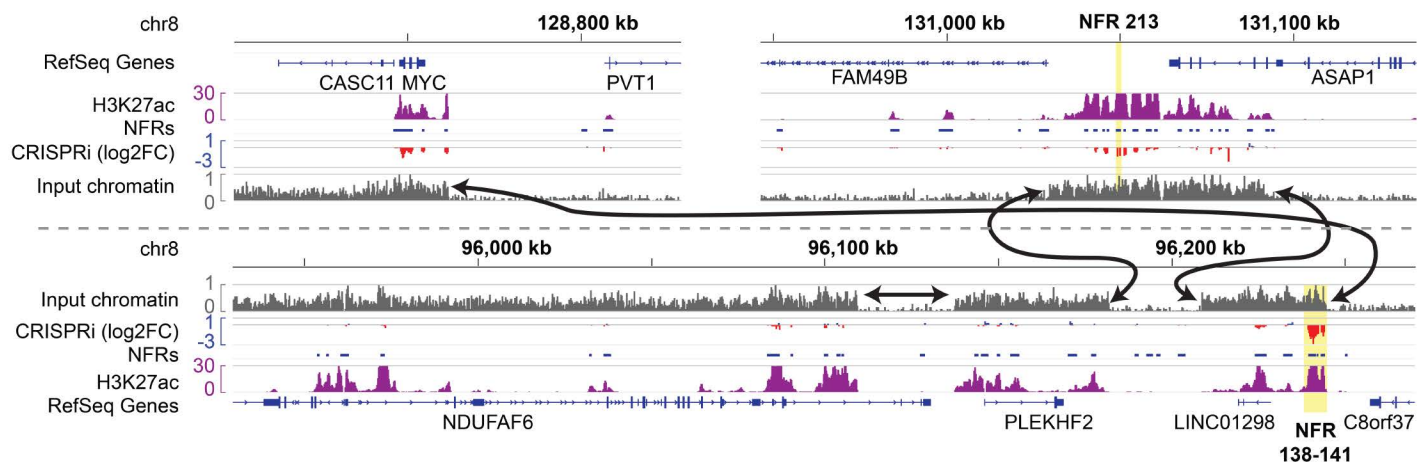 chr8 128,800 kb 131,000 kb NFR 213 131,100 kb
RefSeq Genes
CASC11 MYC PVT1 FAM49B ASAP1
H3K27ac 30
0
NFRs
CRISPRi (log2FC) 1
-3
Input chromatin 1
0
chr8 96,000 kb 96,100 kb 96,200 kb
Input chromatin 1
0
CRISPRi (log2FC) 1
-3
NFRs
H3K27ac 30
0
RefSeq Genes
NDUFAF6 PLEKHF2 LINC01298 NFR C8orf37
138-141